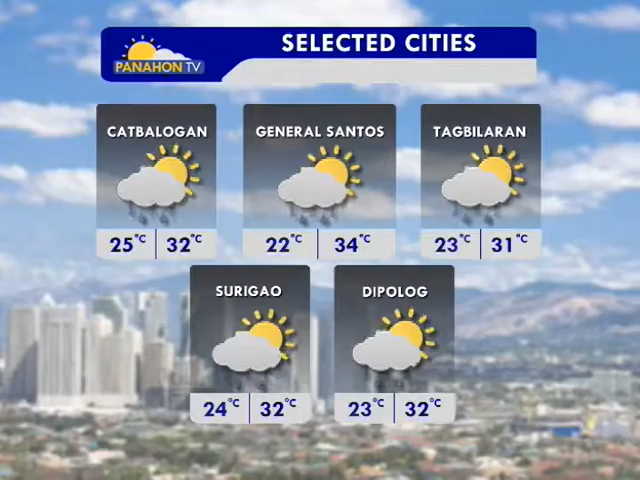 SELECTED CITIES
PANAHON TV
CATBALOGAN
25°C 32°C
GENERAL SANTOS
22°C 34°C
TAGBILARAN
23°C 31°C
SURIGAO
24°C 32°C
DIPOLOG
23°C 32°C